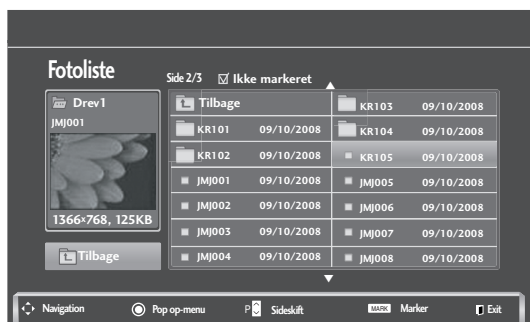 Fotoliste
Side 2/3 ☑ Ikke markeret
Drev1
JMJ001
1366×768, 125KB
Tilbage
Tilbage
KR101 09/10/2008
KR102 09/10/2008
JMJ001 09/10/2008
JMJ002 09/10/2008
JMJ003 09/10/2008
JMJ004 09/10/2008
KR103 09/10/2008
KR104 09/10/2008
KR105 09/10/2008
JMJ005 09/10/2008
JMJ006 09/10/2008
JMJ007 09/10/2008
JMJ008 09/10/2008
Navigation Pop op-menu P Sideskift MARK Marker Exit